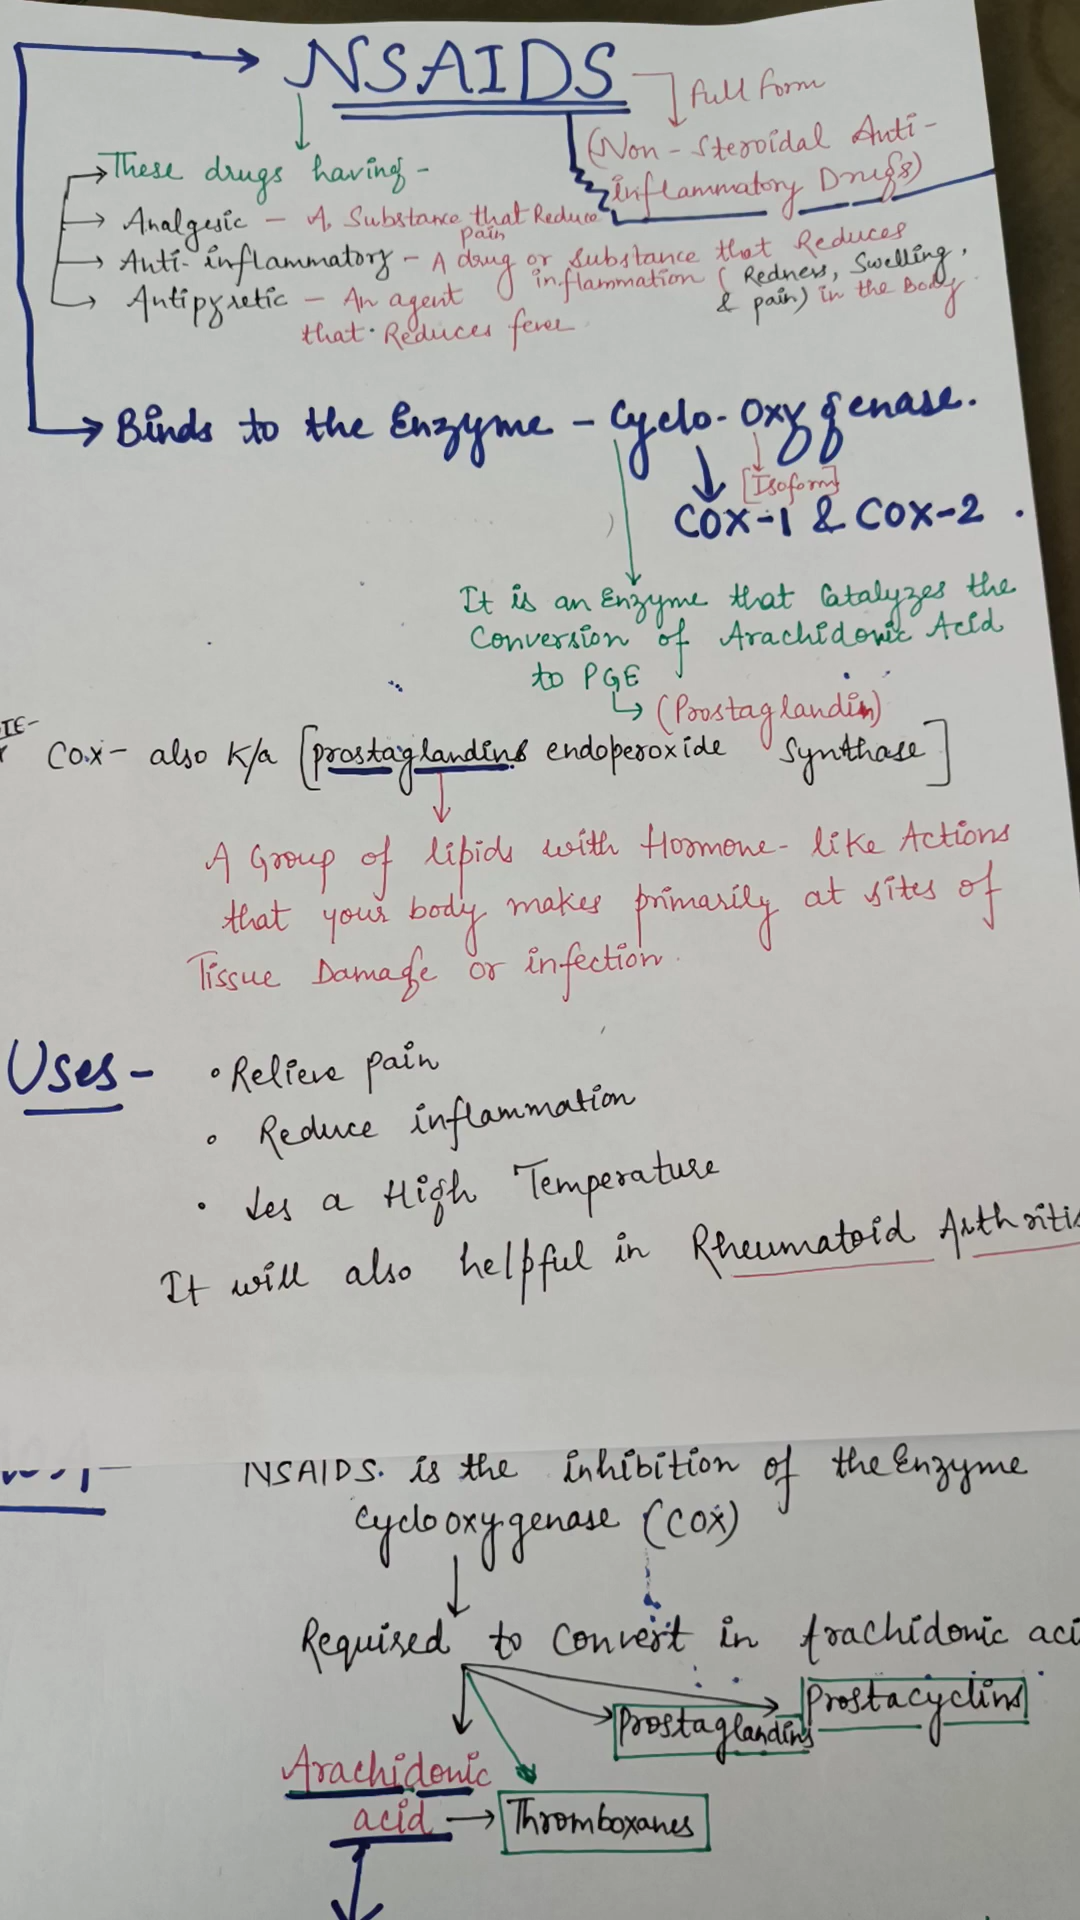 NSAIDS
Full form
(Non-Steroidal Anti-
inflammatory Drugs)
These drugs having -
Analgesic - A Substance that Reduce
pain
Anti-inflammatory - A drug or Substance that Reduces
inflammation (Redness, Swelling,
& pain) in the Body
Antipyretic - An agent
that Reduces fever
Binds to the Enzyme - Cyclo-Oxygenase.
[Isoform]
COX-1 & COX-2.
It is an Enzyme that Catalyzes the
Conversion of Arachidonic Acid
to PGE
(Prostaglandin)
COX- also K/a [prostaglandins endoperoxide Synthase]
A Group of lipids with Hormone-like Actions
that your body makes primarily at sites of
Tissue Damage or infection.
Uses -
• Relieve pain
• Reduce inflammation
• Les a High Temperature
It will also helpful in Rheumatoid Arthritis
NSAIDS. is the inhibition of the Enzyme
Cyclooxygenase (COX)
Required to Convert in Arachidonic aci
Prostacyclins
Prostaglandins
Arachidonic
acid
Thromboxanes